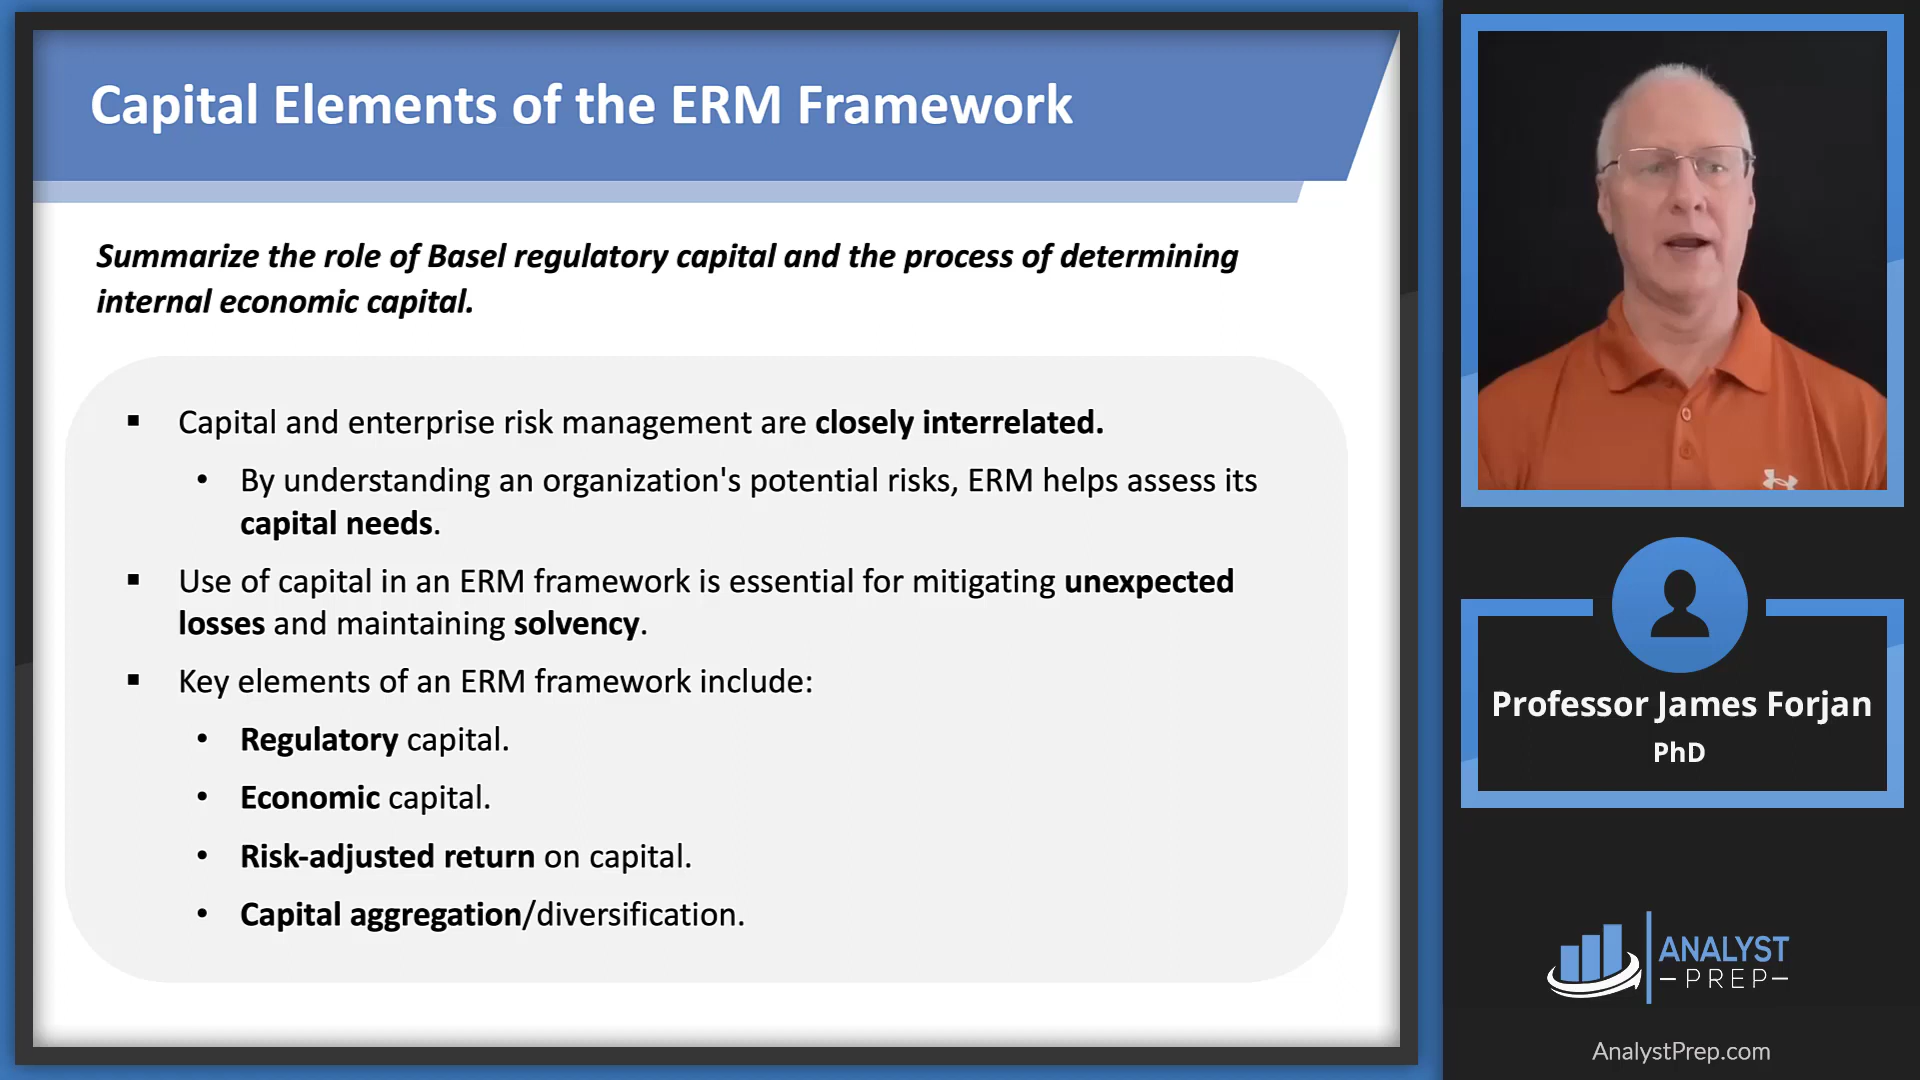 Capital Elements of the ERM Framework
Summarize the role of Basel regulatory capital and the process of determining
internal economic capital.
▪ Capital and enterprise risk management are closely interrelated.
• By understanding an organization's potential risks, ERM helps assess its
capital needs.
▪ Use of capital in an ERM framework is essential for mitigating unexpected
losses and maintaining solvency.
▪ Key elements of an ERM framework include:
• Regulatory capital.
• Economic capital.
• Risk-adjusted return on capital.
• Capital aggregation/diversification.
Professor James Forjan
PhD
ANALYST
PREP
AnalystPrep.com